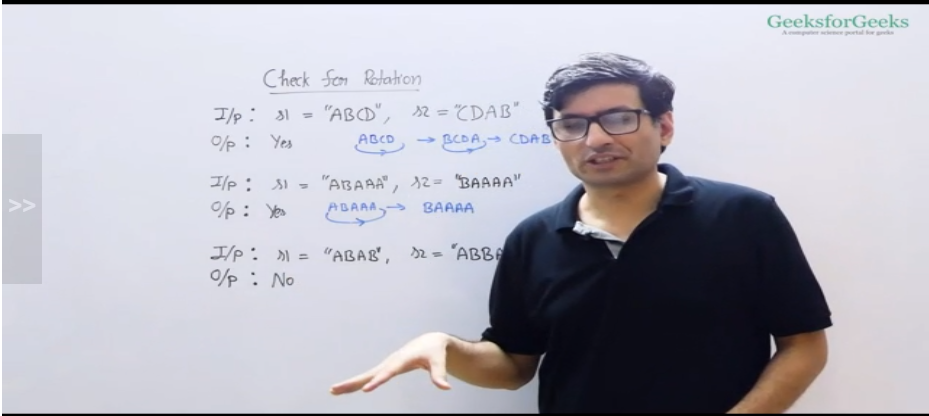 GeeksforGeeks
A computer science portal for geeks
Check for Rotation
I/p : s1 = "ABCD", s2 = "CDAB"
O/p : Yes ABCD → BCDA → CDAB
I/p : s1 = "ABAAA", s2 = "BAAAA"
O/p : Yes ABAAA → BAAAA
I/p : s1 = "ABAB", s2 = "ABBA
O/p : No
>>